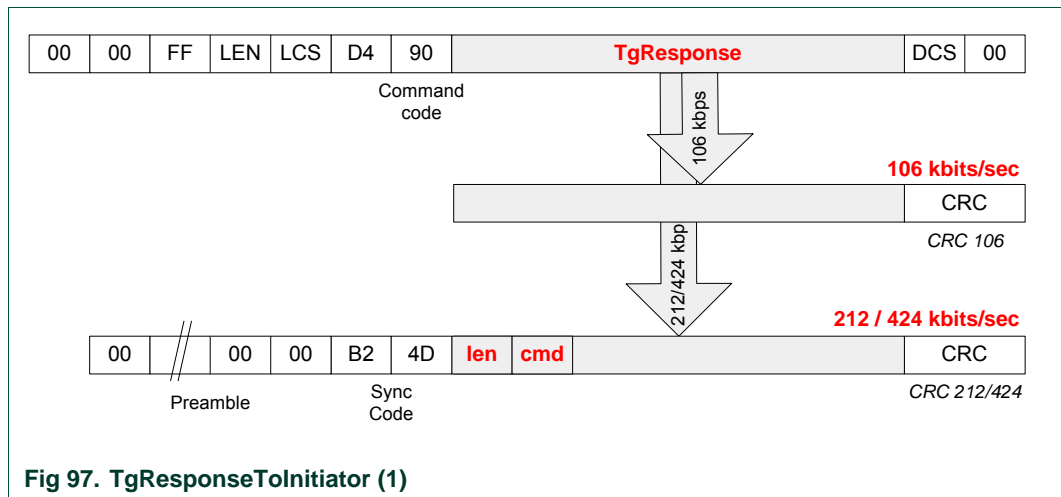 00 00 FF LEN LCS D4 90 TgResponse DCS 00
Command
code
106 kbps
106 kbits/sec
CRC
CRC 106
212/424 kbp
212 / 424 kbits/sec
00 00 00 B2 4D len cmd CRC
Preamble
Sync
Code
CRC 212/424
Fig 97. TgResponseToInitiator (1)